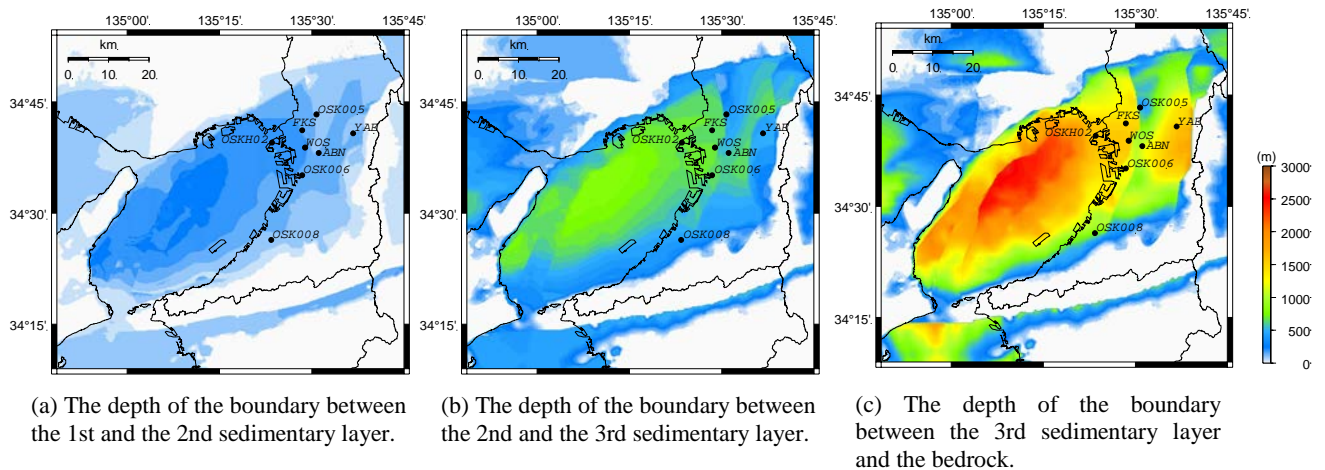 135°00' 135°15' 135°30' 135°45'
km.
0. 10. 20.
34°45'.
34°30'.
34°15'.
OSK005
FKS
YAE
OSKH02
WOS
ABN
OSK006
OSK008
(a) The depth of the boundary between
the 1st and the 2nd sedimentary layer.
135°00' 135°15' 135°30' 135°45'
km.
0. 10. 20.
34°45'.
34°30'.
34°15'.
OSK005
FKS
YAE
OSKH02
WOS
ABN
OSK006
OSK008
(b) The depth of the boundary between
the 2nd and the 3rd sedimentary layer.
135°00' 135°15' 135°30' 135°45'
km.
0 10 20
34°45'.
34°30'.
34°15'.
OSK005
FKS
YAE
OSKH02
WOS
ABN
OSK006
OSK008
(c) The depth of the boundary
between the 3rd sedimentary layer
and the bedrock.
(m)
3000
2500
2000
1500
1000
500
0